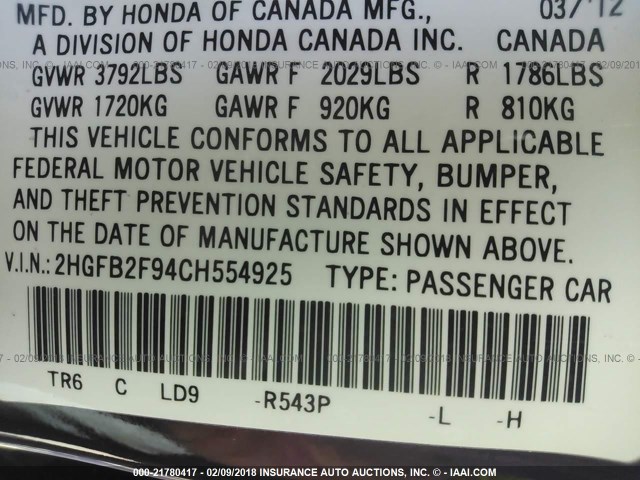 MFD. BY HONDA OF CANADA MFG., 03/'12
A DIVISION OF HONDA CANADA INC. CANADA
GVWR 3792LBS GAWR F 2029LBS R 1786LBS
GVWR 1720KG GAWR F 920KG R 810KG
THIS VEHICLE CONFORMS TO ALL APPLICABLE
FEDERAL MOTOR VEHICLE SAFETY, BUMPER,
AND THEFT PREVENTION STANDARDS IN EFFECT
ON THE DATE OF MANUFACTURE SHOWN ABOVE.
V.I.N.: 2HGFB2F94CH554925 TYPE: PASSENGER CAR
TR6 C LD9 -R543P -L -H
000-21780417 - 02/09/2018 INSURANCE AUTO AUCTIONS, INC. - IAAI.COM